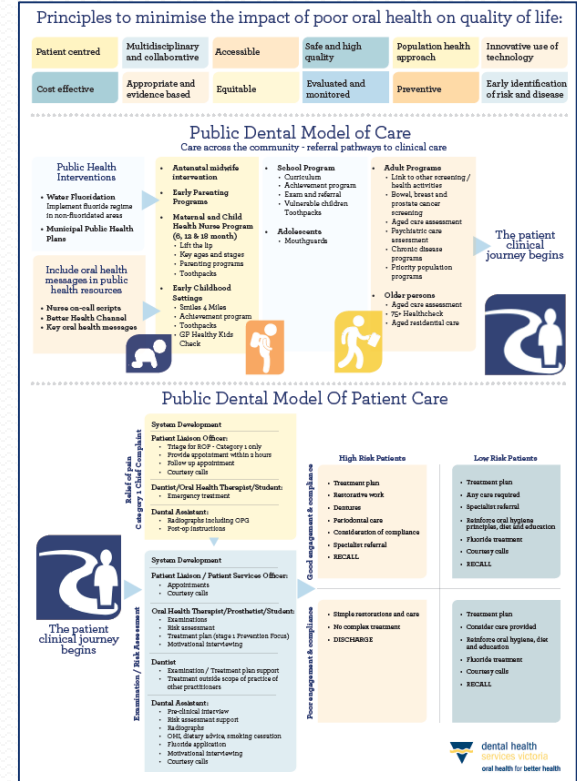 Principles to minimise the impact of poor oral health on quality of life:
Patient centred
Multidisciplinary
and collaborative
Accessible
Safe and high
quality
Population health
approach
Innovative use of
technology
Cost effective
Appropriate and
evidence based
Equitable
Evaluated and
monitored
Preventive
Early identification
of risk and disease
Public Dental Model of Care
Care across the community - referral pathways to clinical care
Public Health
Interventions
• Water Fluoridation
Implement fluoride regime
in non-fluoridated areas
• Municipal Public Health
Plans
Include oral health
messages in public
health resources
• Nurse on-call scripts
• Better Health Channel
• Key oral health messages
• Antenatal midwife
intervention
• Early Parenting
Programs
• Maternal and Child
Health Nurse Program
(6, 12 & 18 month)
• Lift the lip
• Key ages and stages
• Parenting programs
• Toothpacks
• Early Childhood
Settings
• Smiles 4 Miles
• Achievement program
• Toothpacks
• GP Healthy Kids
Check
• School Program
• Curriculum
• Achievement program
• Exam and referral
• Vulnerable children
Toothpacks
• Adolescents
• Mouthguards
• Adult Programs
• Link to other screening /
health activities
• Bowel, breast and
prostate cancer
screening
• Aged care assessment
• Psychiatric care
assessment
• Chronic disease
programs
• Priority population
programs
• Older persons
• Aged care assessment
• 75+ Healthcheck
• Aged residential care
The patient
clinical
journey begins
Public Dental Model Of Patient Care
The patient
clinical journey
begins
Relief of pain
Category 1 Chief Complaint
System Development
Patient Liaison Officer:
• Triage for ROP - Category 1 only
• Provide appointment within 2 hours
• Follow up appointment
• Courtesy calls
Dentist/Oral Health Therapist/Student:
• Emergency treatment
Dental Assistant:
• Radiographs including OPG
• Post-op instructions
Examination / Risk Assessment
System Development
Patient Liaison / Patient Services Officer:
• Appointments
• Courtesy calls
Oral Health Therapist/Prosthetist/Student:
• Examinations
• Risk assessment
• Treatment plan (stage 1 Prevention Focus)
• Motivational interviewing
Dentist
• Examination / Treatment plan support
• Treatment outside scope of practice of
other practitioners
Dental Assistant:
• Pre-clinical interview
• Risk assessment support
• Radiographs
• OHI, dietary advice, smoking cessation
• Fluoride application
• Motivational interviewing
• Courtesy calls
High Risk Patients
Low Risk Patients
Good engagement & compliance
• Treatment plan
• Restorative work
• Dentures
• Periodontal care
• Consideration of compliance
• Specialist referral
• RECALL
• Treatment plan
• Any care required
• Specialist referral
• Reinforce oral hygiene
principles, diet and education
• Fluoride treatment
• Courtesy calls
• RECALL
Poor engagement & compliance
• Simple restorations and care
• No complex treatment
• DISCHARGE
• Treatment plan
• Consider care provided
• Reinforce oral hygiene, diet
and education
• Fluoride treatment
• Courtesy calls
• RECALL
dental health
services victoria
oral health for better health